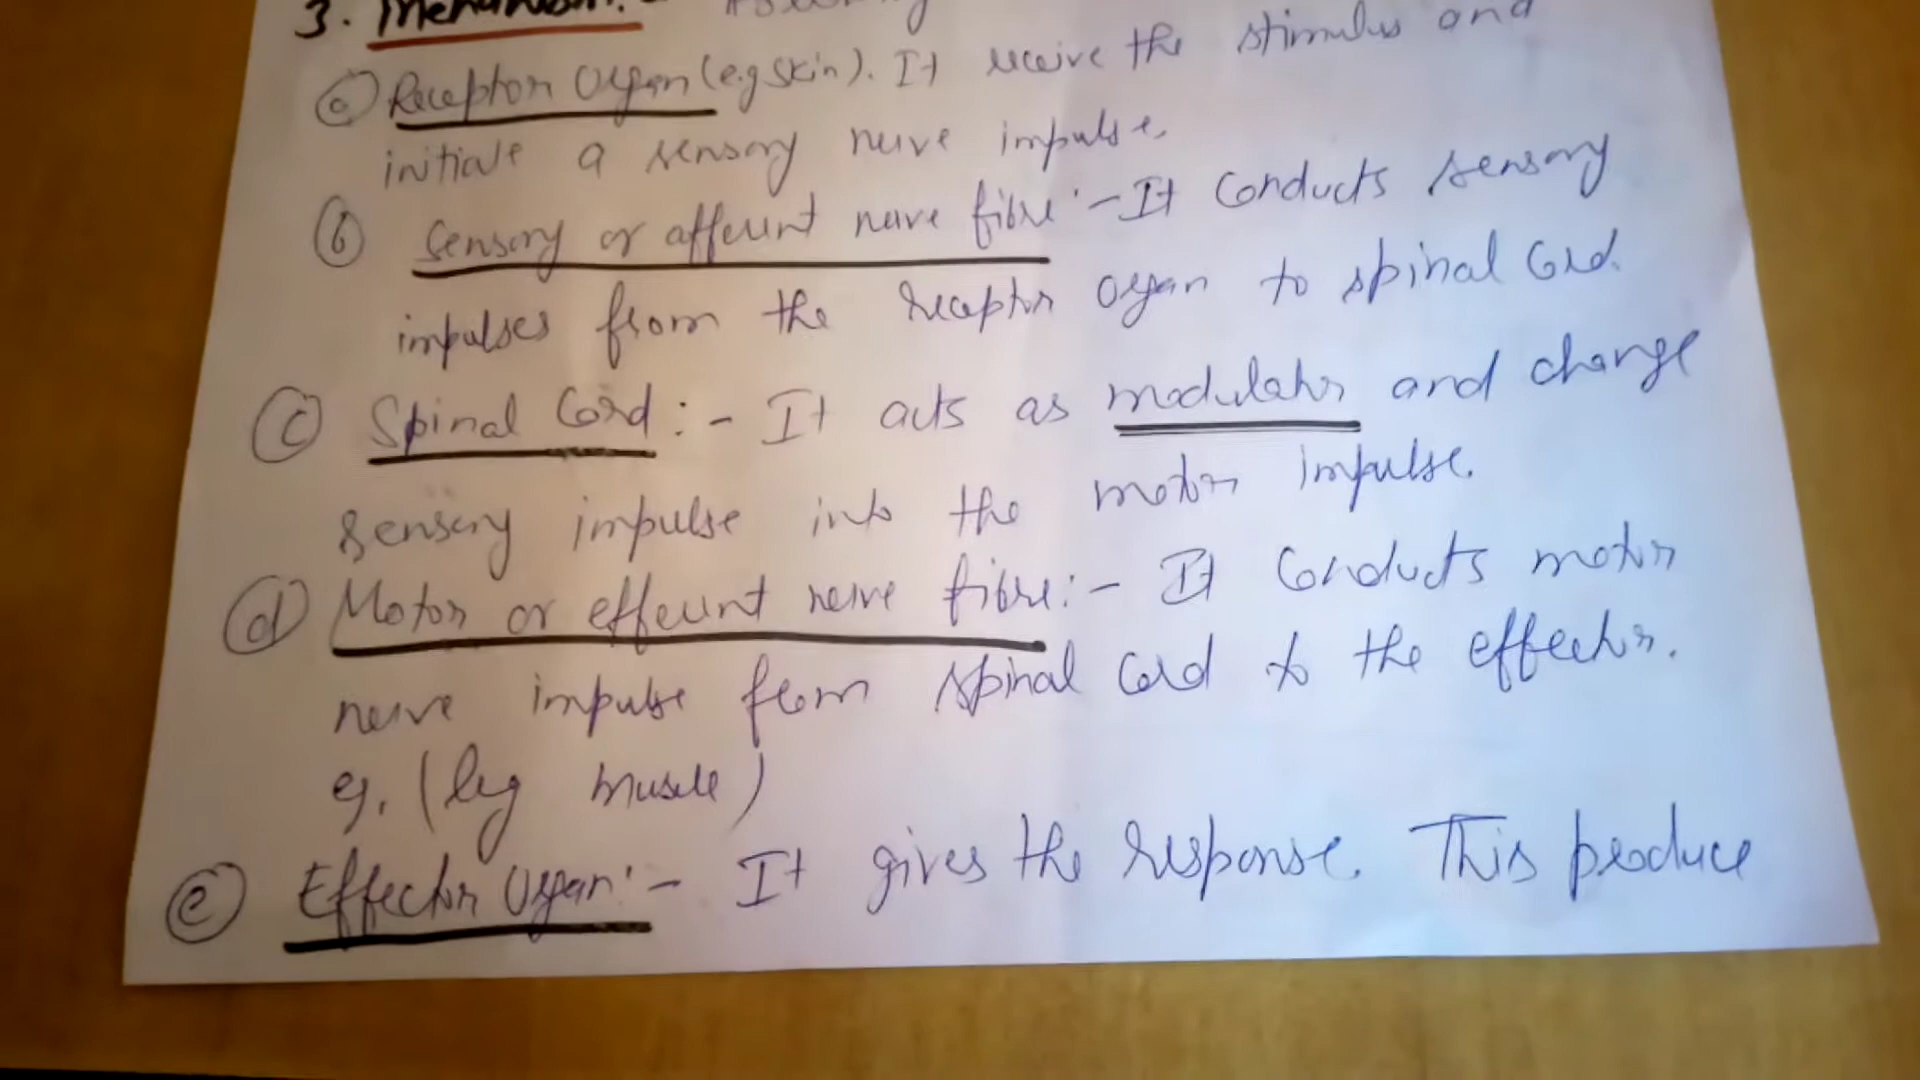 3. Mechanism:-
ⓐ Receptor Organ (e.g skin). It receive the stimulus and
initiate a sensory nerve impulse.
ⓑ Sensory or afferent nerve fibre:- It conducts sensory
impulses from the receptor organ to spinal Cord.
ⓒ Spinal Cord:- It acts as modulator and change
sensory impulse into the motor impulse.
ⓓ Motor or efferent nerve fibre:- It Conducts motor
nerve impulse from spinal Cord to the effector.
eg. (leg muscle)
ⓔ Effector Organ:- It gives the response. This produce